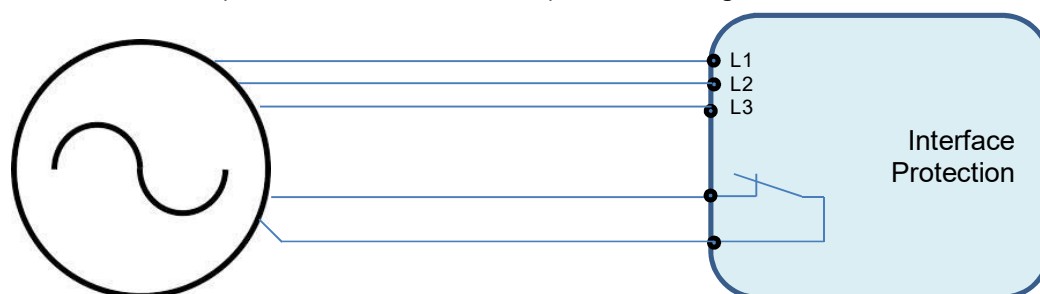 L1
L2
L3
Interface
Protection